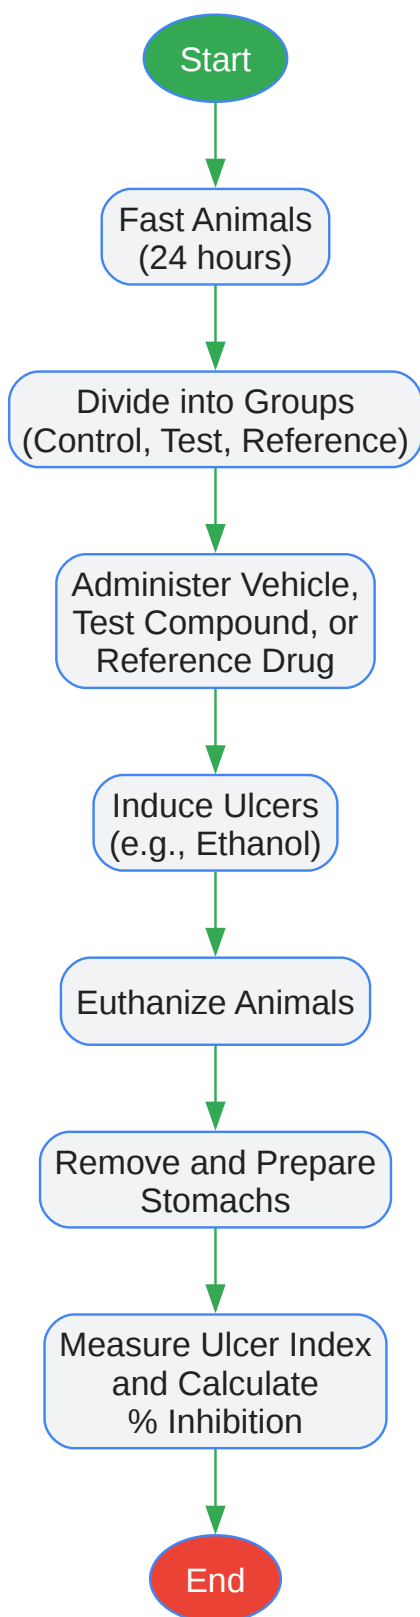 Start
Fast Animals
(24 hours)
Divide into Groups
(Control, Test, Reference)
Administer Vehicle,
Test Compound, or
Reference Drug
Induce Ulcers
(e.g., Ethanol)
Euthanize Animals
Remove and Prepare
Stomachs
Measure Ulcer Index
and Calculate
% Inhibition
End